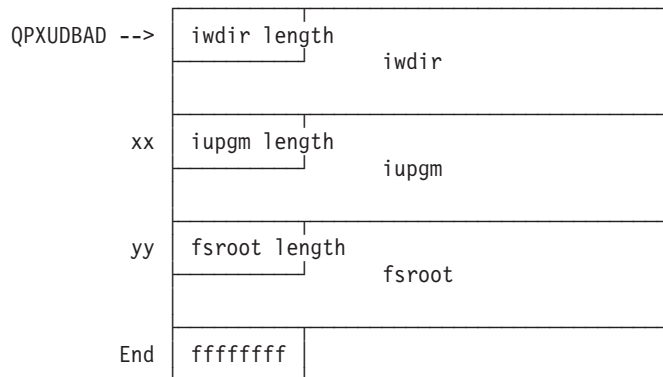 QPXUDBAD --> iwdir length
iwdir
xx iupgm length
iupgm
yy fsroot length
fsroot
End ffffffff